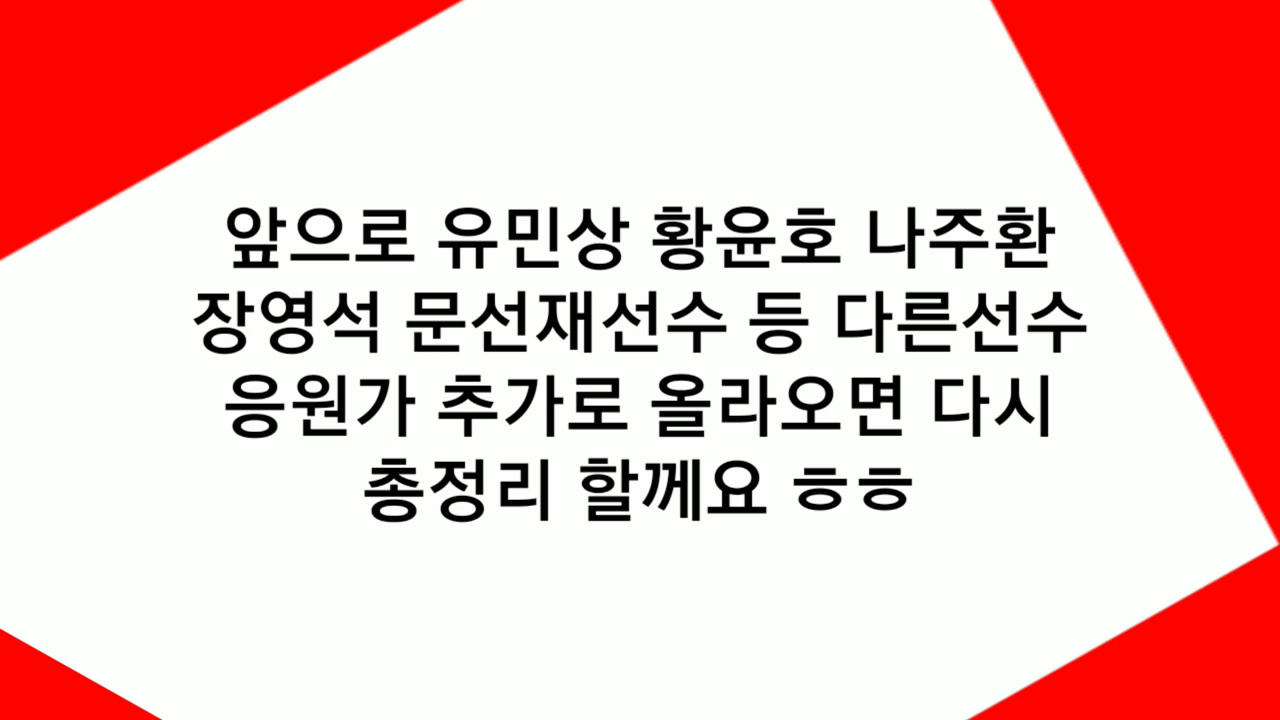 앞으로 유민상 황윤호 나주환
장영석 문선재선수 등 다른선수
응원가 추가로 올라오면 다시
총정리 할께요 ㅎㅎ